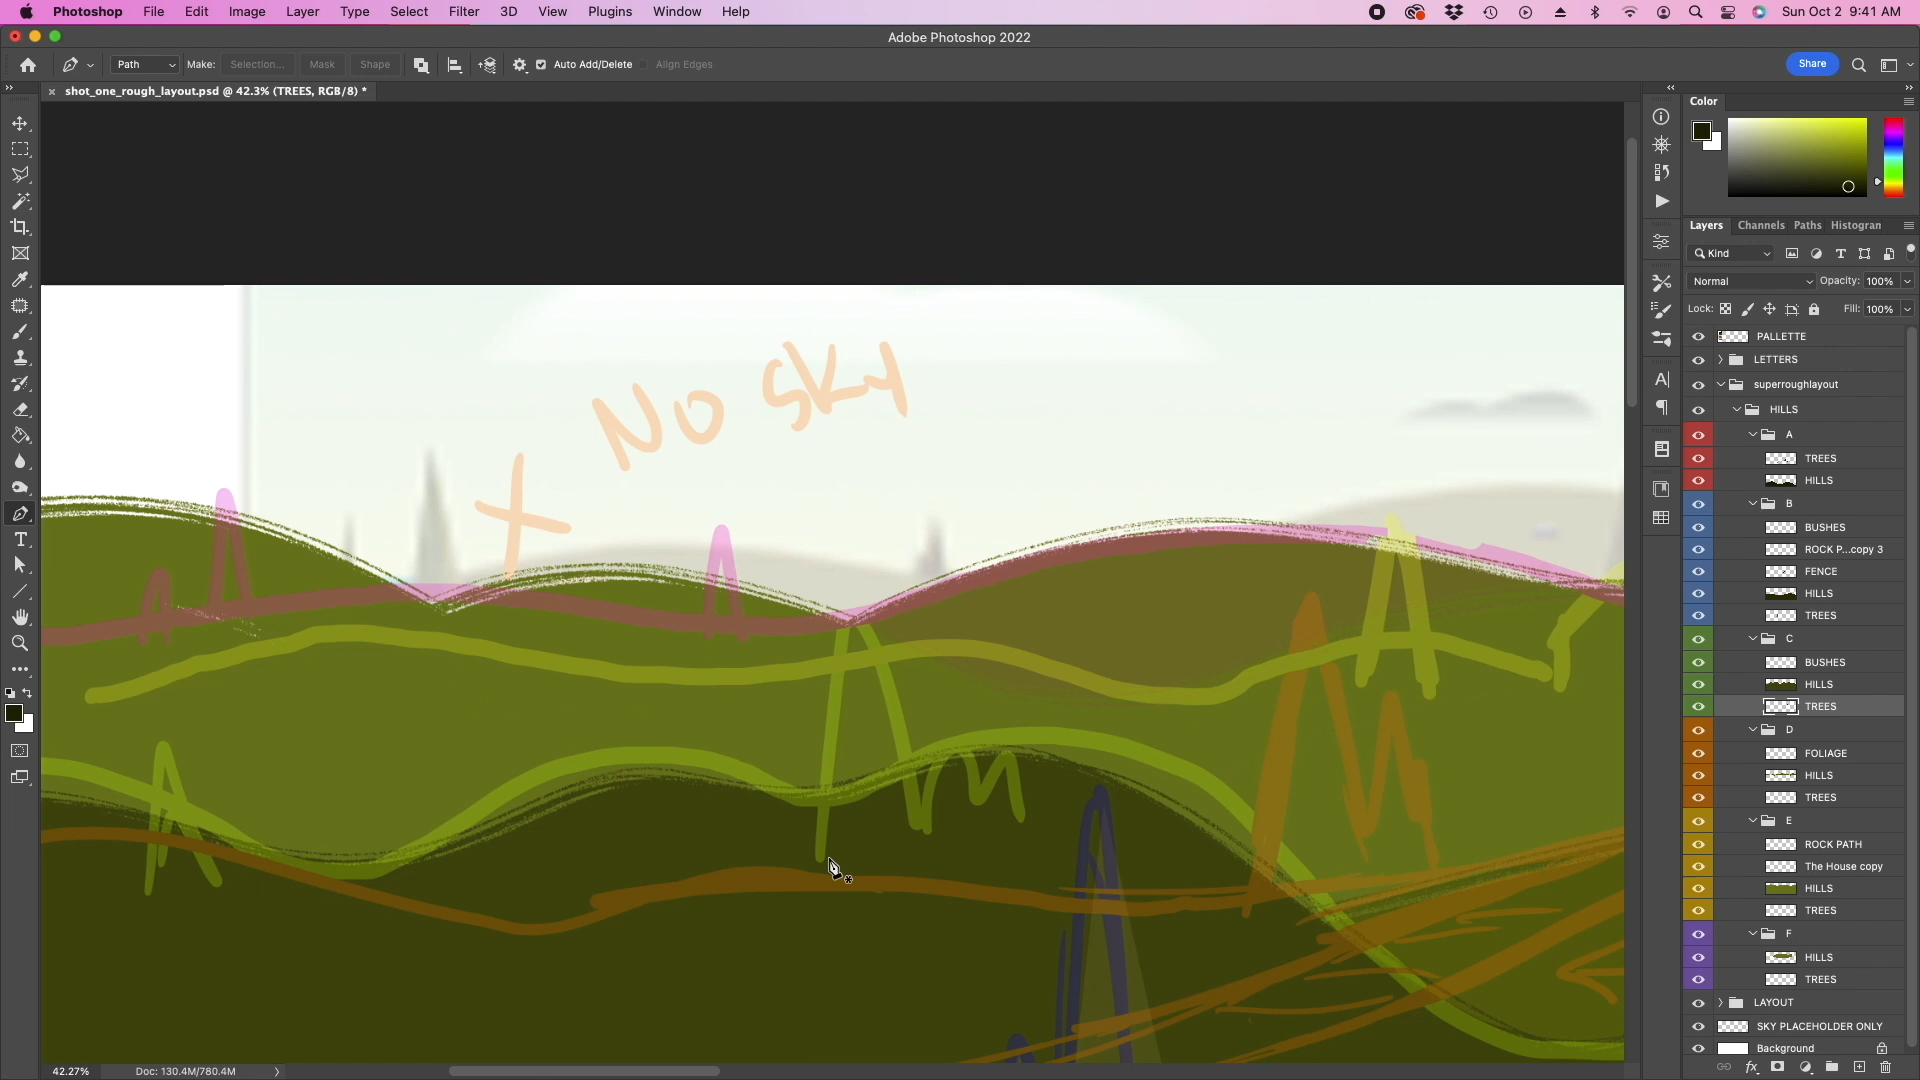 Photoshop File Edit Image Layer Type Select Filter 3D View Plugins Window Help Sun Oct 2 9:41 AM
Adobe Photoshop 2022
Path Make: Selection... Mask Shape Auto Add/Delete Align Edges Share
shot_one_rough_layout.psd @ 42.3% (TREES, RGB/8) *
Color
Layers Channels Paths Histogran
Kind
Normal Opacity: 100%
Lock: Fill: 100%
PALLETTE
LETTERS
superroughlayout
HILLS
A
TREES
HILLS
B
BUSHES
ROCK P...copy 3
FENCE
HILLS
TREES
C
BUSHES
HILLS
TREES
D
FOLIAGE
HILLS
TREES
E
ROCK PATH
The House copy
HILLS
TREES
F
HILLS
TREES
LAYOUT
SKY PLACEHOLDER ONLY
Background
No SKy
42.27% Doc: 130.4M/780.4M